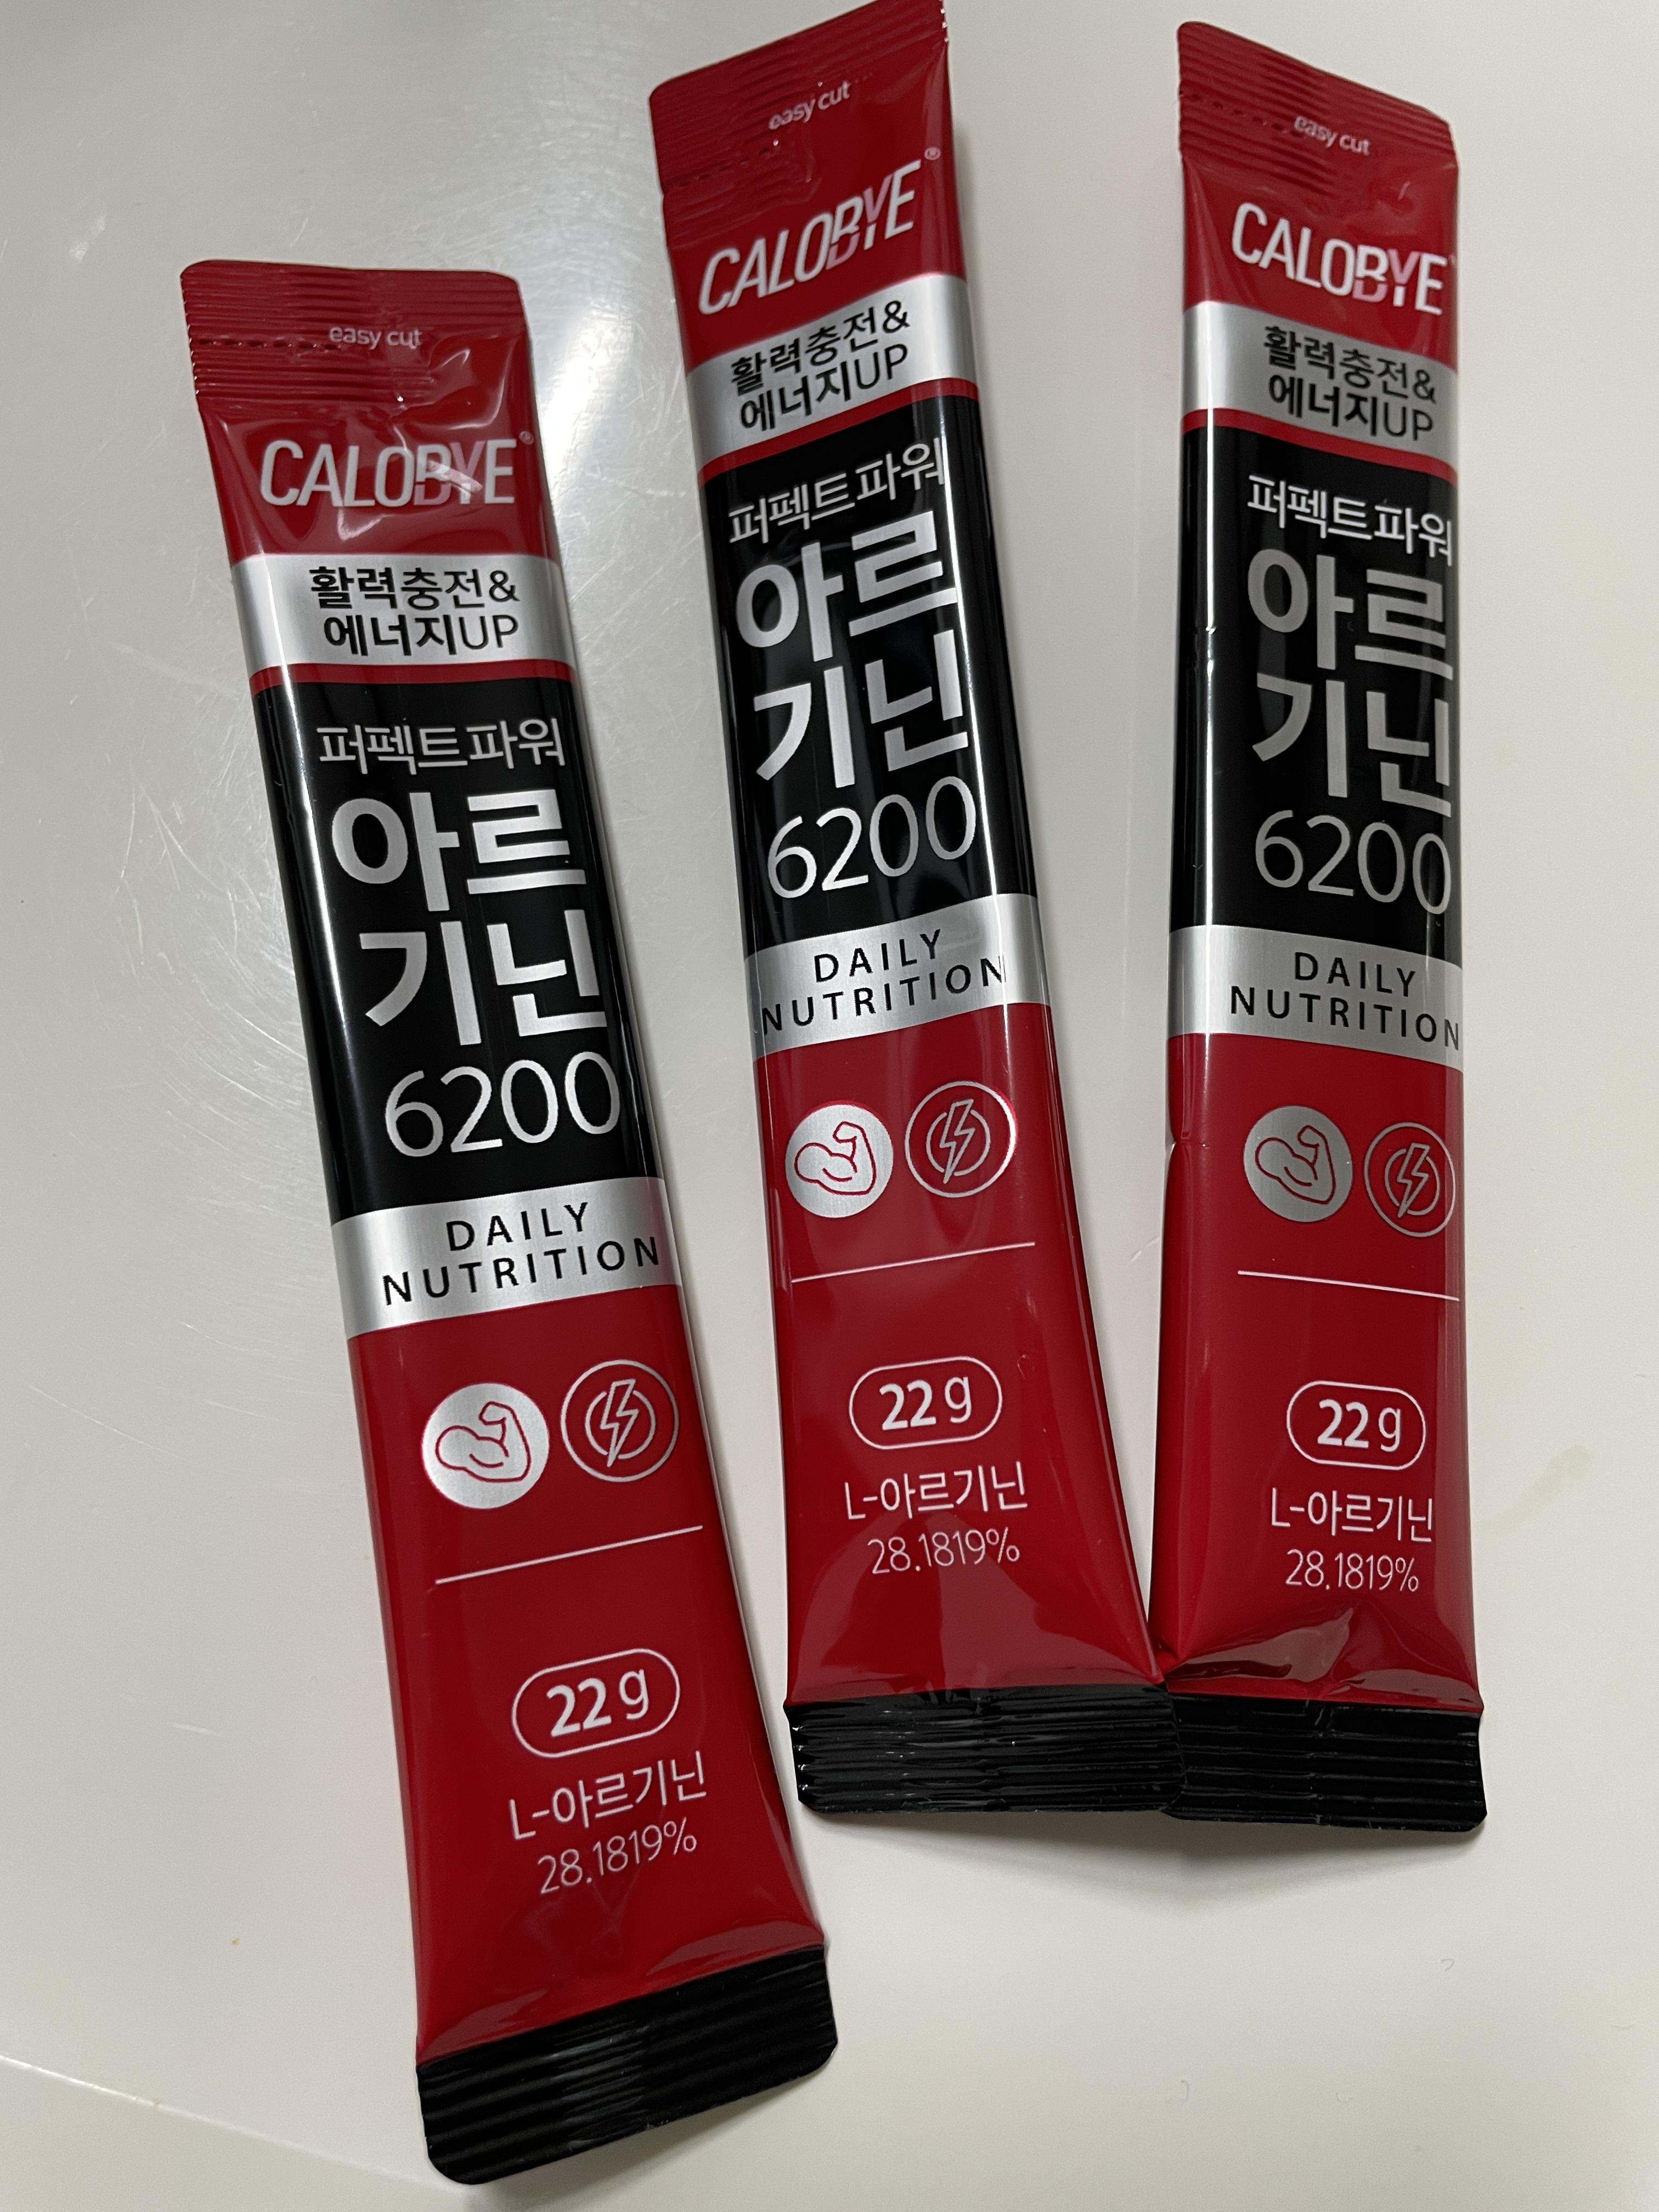 easy cut
CALOBYE®
활력충전&
에너지UP
퍼펙트파워
아르
기닌
6200
DAILY
NUTRITION
22g
L-아르기닌
28.1819%
easy cut
CALOBYE®
활력충전&
에너지UP
퍼펙트파워
아르
기닌
6200
DAILY
NUTRITION
22g
L-아르기닌
28.1819%
easy cut
CALOBYE
활력충전&
에너지UP
퍼펙트파워
아르
기닌
6200
DAILY
NUTRITION
22g
L-아르기닌
28.1819%